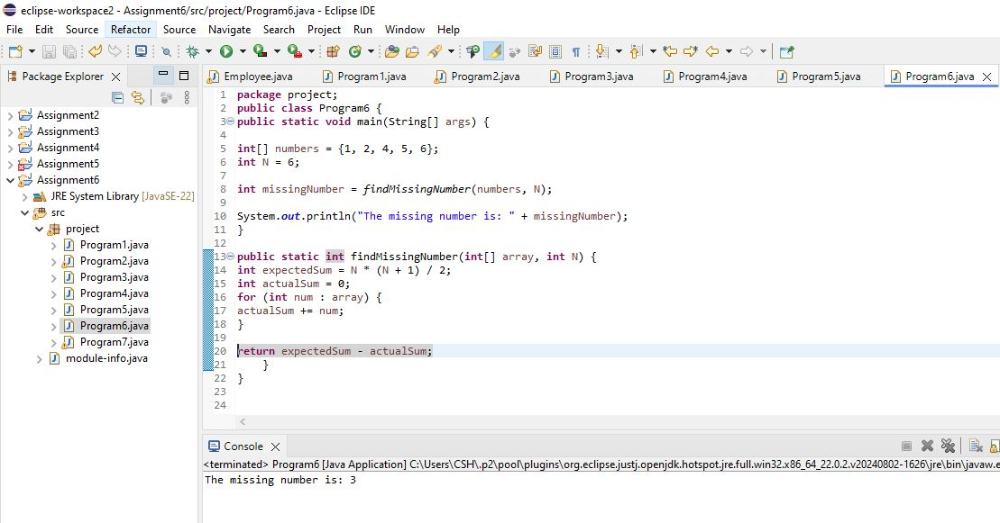 eclipse-workspace2 - Assignment6/src/project/Program6.java - Eclipse IDE
File Edit Source Refactor Source Navigate Search Project Run Window Help
Package Explorer
Employee.java Program1.java Program2.java Program3.java Program4.java Program5.java Program6.java
Assignment2
Assignment3
Assignment4
Assignment5
Assignment6
JRE System Library [JavaSE-22]
src
project
Program1.java
Program2.java
Program3.java
Program4.java
Program5.java
Program6.java
Program7.java
module-info.java
1 package project;
2 public class Program6 {
3 public static void main(String[] args) {
4
5 int[] numbers = {1, 2, 4, 5, 6};
6 int N = 6;
7
8 int missingNumber = findMissingNumber(numbers, N);
9
10 System.out.println("The missing number is: " + missingNumber);
11 }
12
13 public static int findMissingNumber(int[] array, int N) {
14 int expectedSum = N * (N + 1) / 2;
15 int actualSum = 0;
16 for (int num : array) {
17 actualSum += num;
18 }
19
20 return expectedSum - actualSum;
21 }
22 }
23
24
Console
<terminated> Program6 [Java Application] C:\Users\CSH\.p2\pool\plugins\org.eclipse.justj.openjdk.hotspot.jre.full.win32.x86_64_22.0.2.v20240802-1626\jre\bin\javaw.e
The missing number is: 3